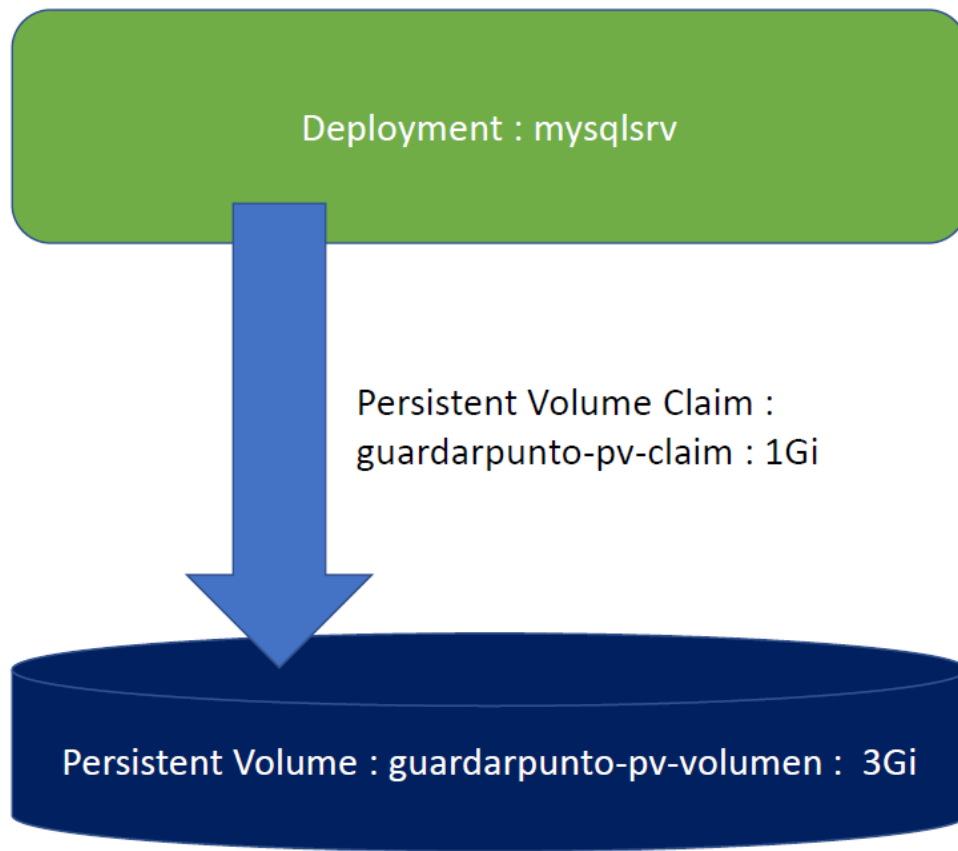 Deployment : mysqlsrv
Persistent Volume Claim :
guardarpunto-pv-claim : 1Gi
Persistent Volume : guardarpunto-pv-volumen :  3Gi